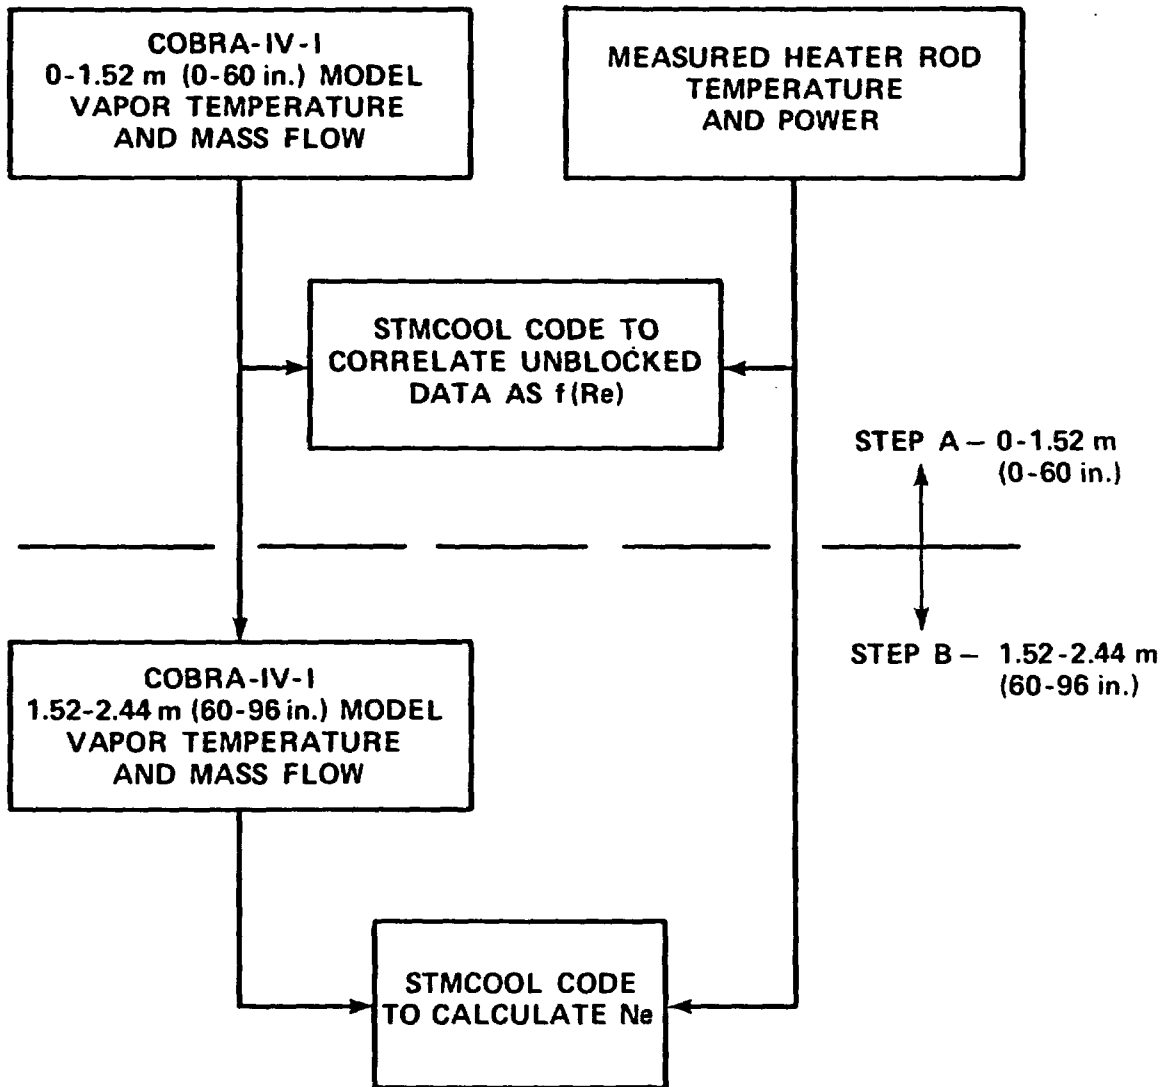 COBRA-IV-I
0-1.52 m (0-60 in.) MODEL
VAPOR TEMPERATURE
AND MASS FLOW
MEASURED HEATER ROD
TEMPERATURE
AND POWER
STMCOOL CODE TO
CORRELATE UNBLOCKED
DATA AS f(Re)
STEP A – 0-1.52 m
(0-60 in.)
STEP B – 1.52-2.44 m
(60-96 in.)
COBRA-IV-I
1.52-2.44 m (60-96 in.) MODEL
VAPOR TEMPERATURE
AND MASS FLOW
STMCOOL CODE
TO CALCULATE Ne